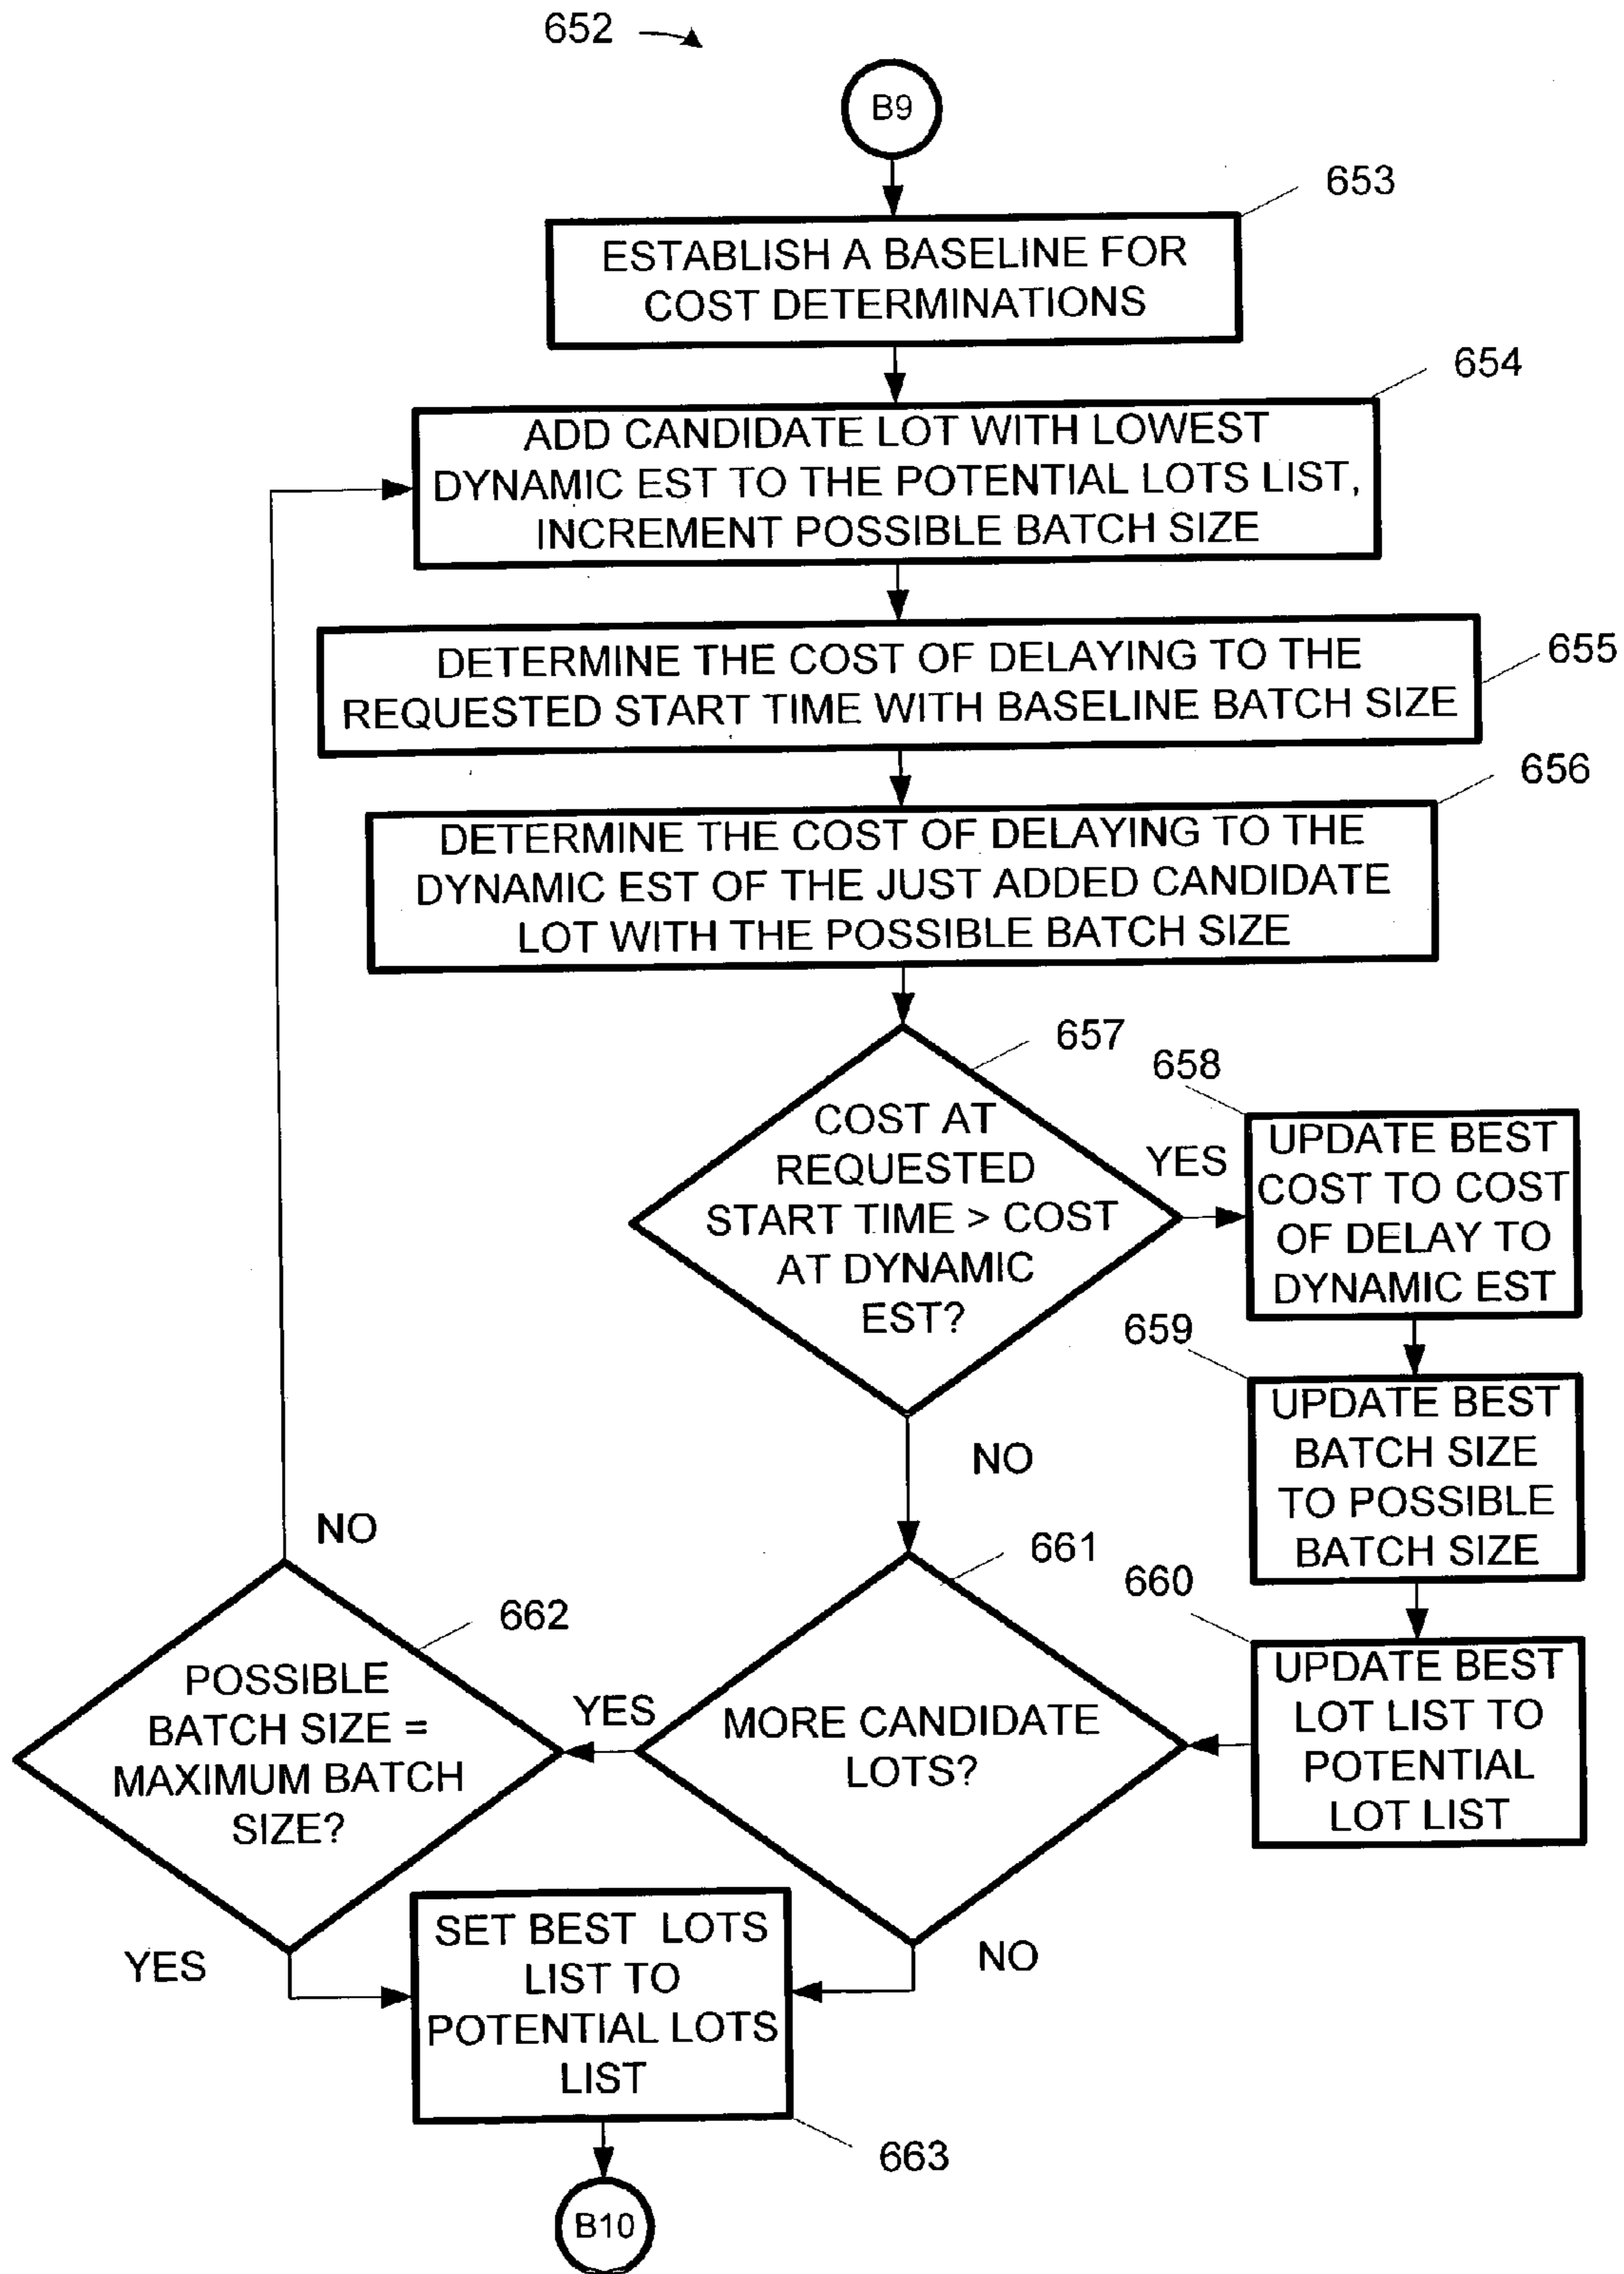 652
B9
653
ESTABLISH A BASELINE FOR
COST DETERMINATIONS
654
ADD CANDIDATE LOT WITH LOWEST
DYNAMIC EST TO THE POTENTIAL LOTS LIST,
INCREMENT POSSIBLE BATCH SIZE
655
DETERMINE THE COST OF DELAYING TO THE
REQUESTED START TIME WITH BASELINE BATCH SIZE
656
DETERMINE THE COST OF DELAYING TO THE
DYNAMIC EST OF THE JUST ADDED CANDIDATE
LOT WITH THE POSSIBLE BATCH SIZE
657
COST AT
REQUESTED
START TIME > COST
AT DYNAMIC
EST?
YES
NO
658
UPDATE BEST
COST TO COST
OF DELAY TO
DYNAMIC EST
659
UPDATE BEST
BATCH SIZE
TO POSSIBLE
BATCH SIZE
660
UPDATE BEST
LOT LIST TO
POTENTIAL
LOT LIST
661
MORE CANDIDATE
LOTS?
YES
NO
662
POSSIBLE
BATCH SIZE =
MAXIMUM BATCH
SIZE?
NO
YES
SET BEST LOTS
LIST TO
POTENTIAL LOTS
LIST
663
B10